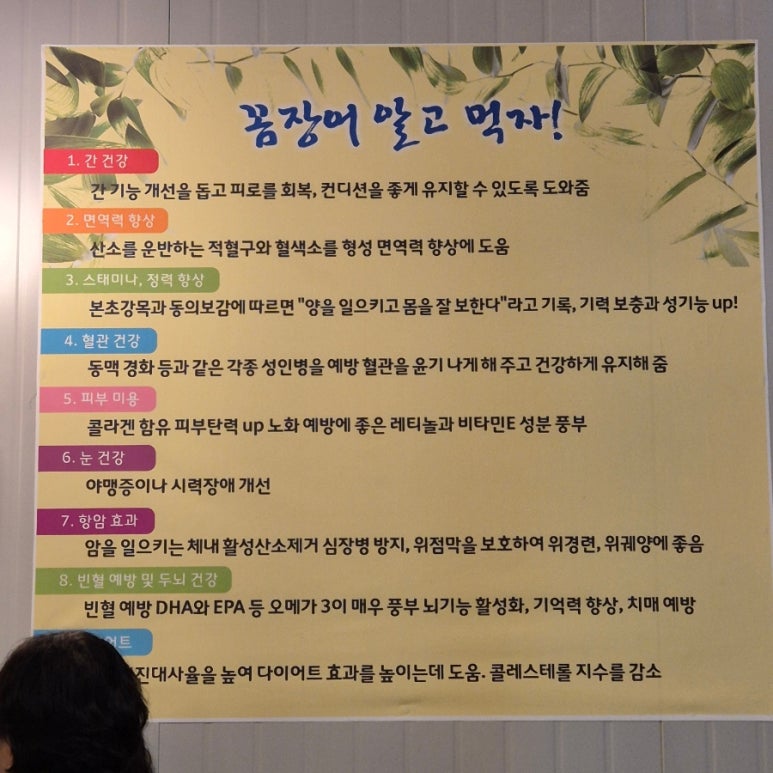 꼼장어 알고 먹자!
1. 간 건강
간 기능 개선을 돕고 피로를 회복, 컨디션을 좋게 유지할 수 있도록 도와줌
2. 면역력 향상
산소를 운반하는 적혈구와 혈색소를 형성 면역력 향상에 도움
3. 스태미나, 정력 향상
본초강목과 동의보감에 따르면 "양을 일으키고 몸을 잘 보한다"라고 기록, 기력 보충과 성기능 up!
4. 혈관 건강
동맥 경화 등과 같은 각종 성인병을 예방 혈관을 윤기 나게 해 주고 건강하게 유지해 줌
5. 피부 미용
콜라겐 함유 피부탄력 up 노화 예방에 좋은 레티놀과 비타민E 성분 풍부
6. 눈 건강
야맹증이나 시력장애 개선
7. 항암 효과
암을 일으키는 체내 활성산소제거 심장병 방지, 위점막을 보호하여 위경련, 위궤양에 좋음
8. 빈혈 예방 및 두뇌 건강
빈혈 예방 DHA와 EPA 등 오메가 3이 매우 풍부 뇌기능 활성화, 기억력 향상, 치매 예방
높여 다이어트 효과를 높이는데 도움. 콜레스테롤 지수를 감소